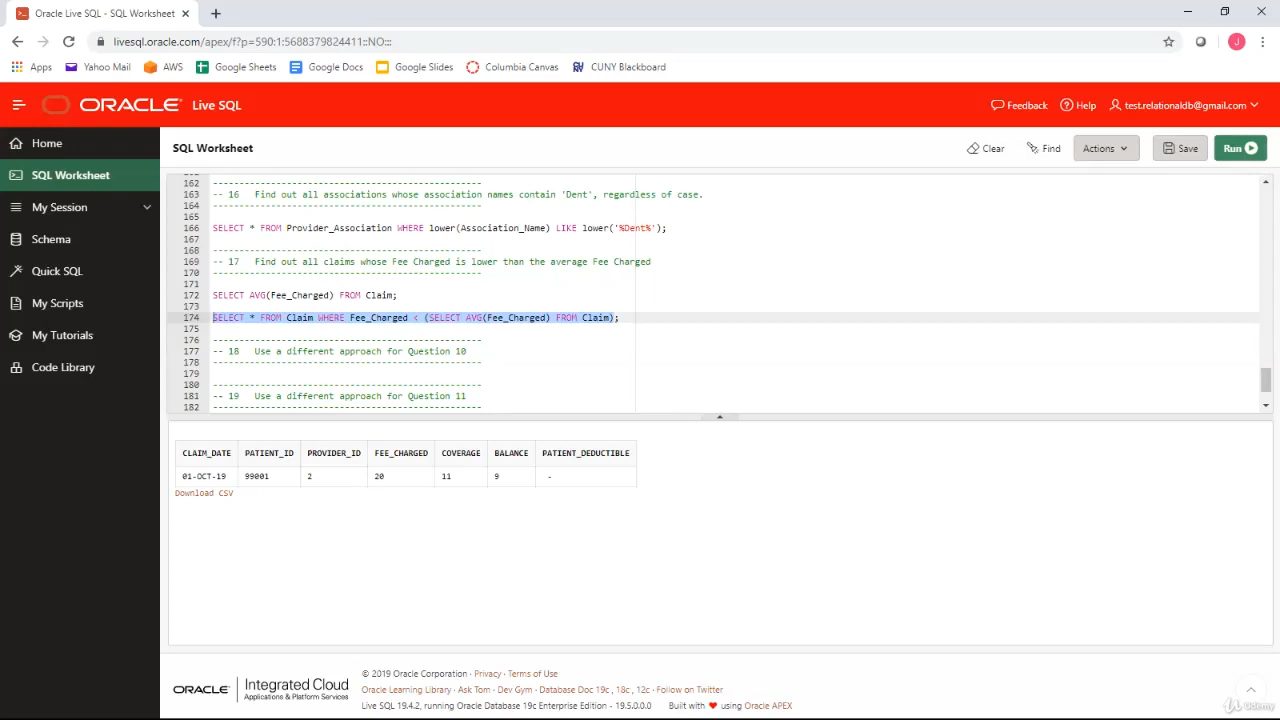 Oracle Live SQL - SQL Worksheet
livesql.oracle.com/apex/f?p=590:1:5688379824411::NO:::
J
Apps Yahoo Mail AWS Google Sheets Google Docs Google Slides Columbia Canvas CUNY Blackboard
ORACLE Live SQL
Feedback Help test.relationaldb@gmail.com
Home
SQL Worksheet
My Session
Schema
Quick SQL
My Scripts
My Tutorials
Code Library
SQL Worksheet
Clear Find Actions Save Run
162 ------------------------------------------------
163 -- 16 Find out all associations whose association names contain 'Dent', regardless of case.
164 ------------------------------------------------
165
166 SELECT * FROM Provider_Association WHERE lower(Association_Name) LIKE lower('%Dent%');
167
168 ------------------------------------------------
169 -- 17 Find out all claims whose Fee Charged is lower than the average Fee Charged
170 ------------------------------------------------
171
172 SELECT AVG(Fee_Charged) FROM Claim;
173
174 SELECT * FROM Claim WHERE Fee_Charged < (SELECT AVG(Fee_Charged) FROM Claim);
175
176 ------------------------------------------------
177 -- 18 Use a different approach for Question 10
178 ------------------------------------------------
179
180 ------------------------------------------------
181 -- 19 Use a different approach for Question 11
182 ------------------------------------------------
CLAIM_DATE PATIENT_ID PROVIDER_ID FEE_CHARGED COVERAGE BALANCE PATIENT_DEDUCTIBLE
01-OCT-19 99001 2 20 11 9 -
Download CSV
ORACLE Integrated Cloud
Applications & Platform Services
© 2019 Oracle Corporation · Privacy · Terms of Use
Oracle Learning Library · Ask Tom · Dev Gym · Database Doc 19c, 18c, 12c · Follow on Twitter
Live SQL 19.4.2, running Oracle Database 19c Enterprise Edition - 19.5.0.0.0 Built with ❤ using Oracle APEX
Udemy